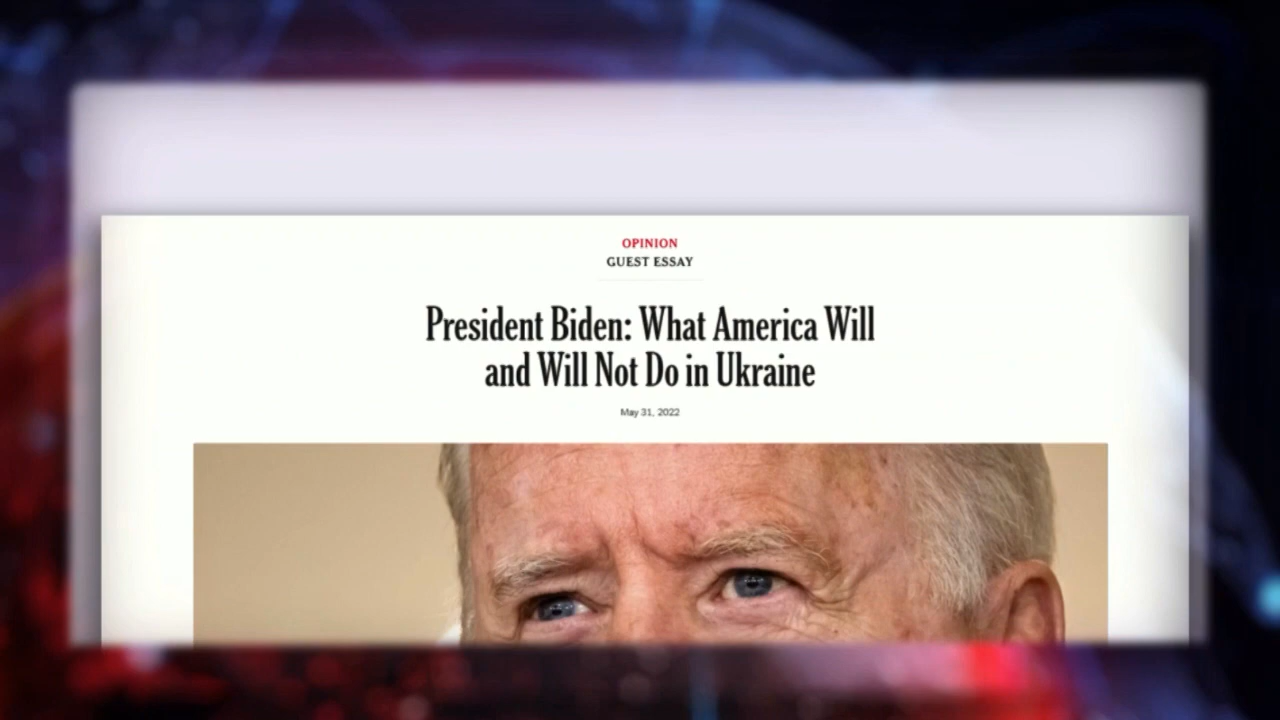 OPINION
GUEST ESSAY
President Biden: What America Will
and Will Not Do in Ukraine
May 31, 2022